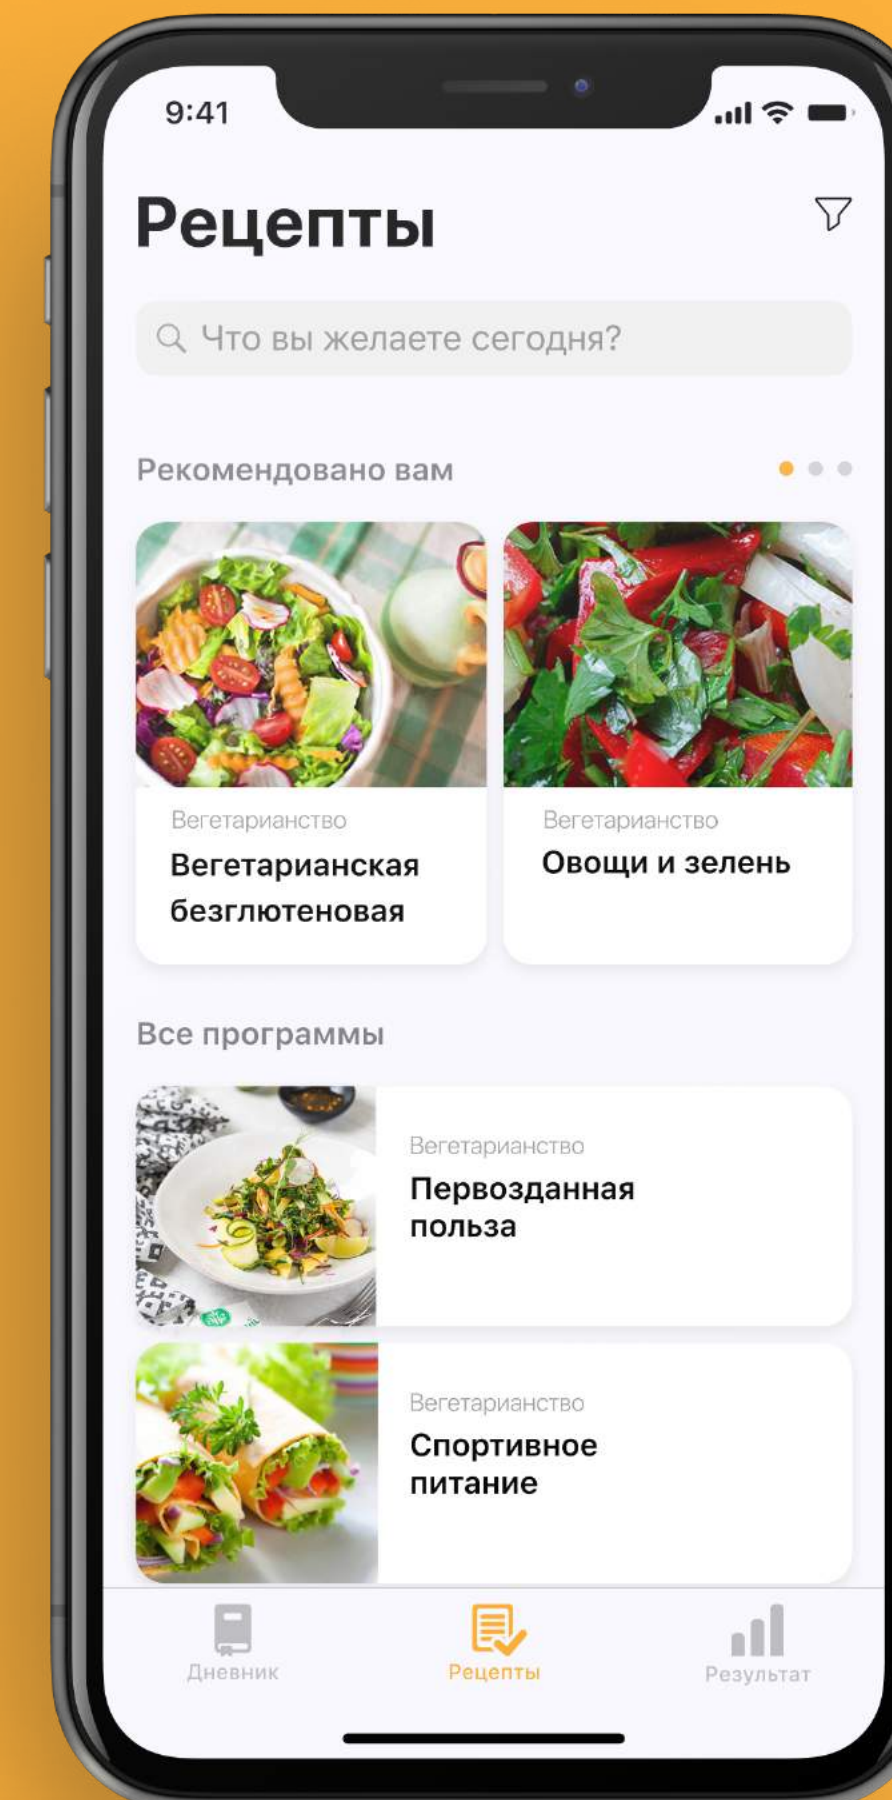 9:41
Рецепты
Что вы желаете сегодня?
Рекомендовано вам
Вегетарианство
Вегетарианская
безглютеновая
Вегетарианство
Овощи и зелень
Все программы
Вегетарианство
Первозданная
польза
Вегетарианство
Спортивное
питание
Дневник
Рецепты
Результат